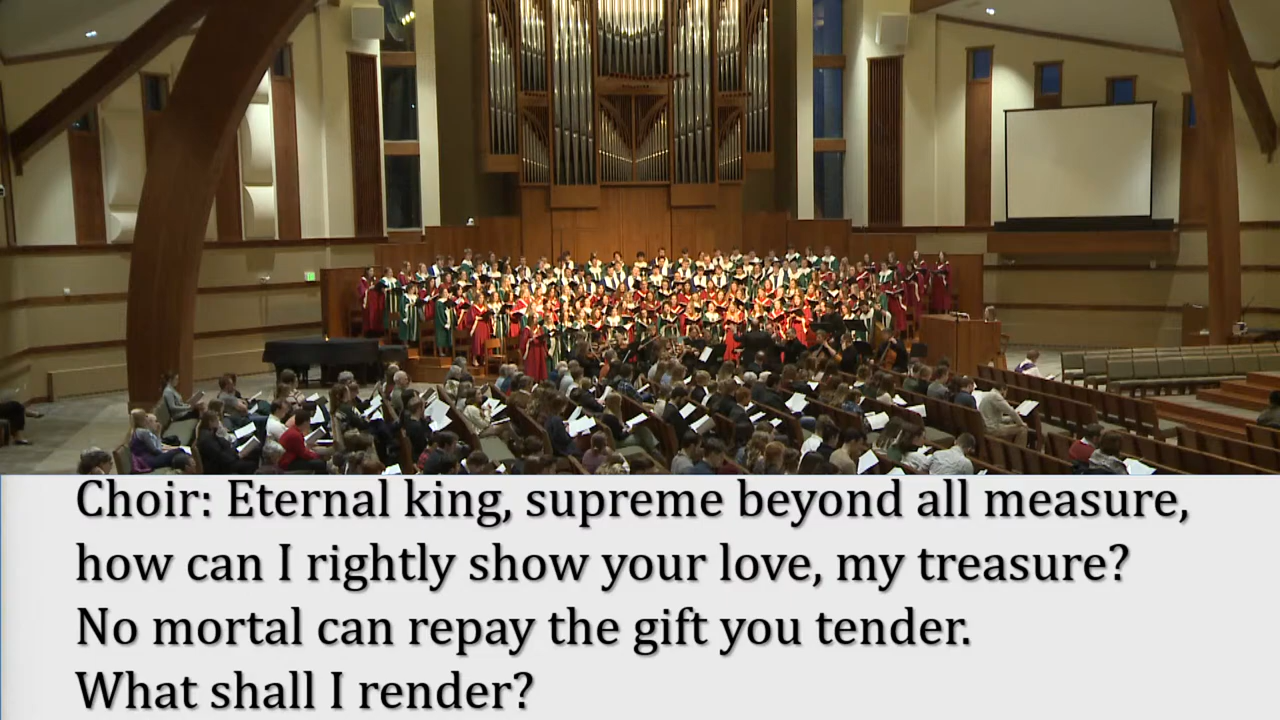 Choir: Eternal king, supreme beyond all measure,
how can I rightly show your love, my treasure?
No mortal can repay the gift you tender.
What shall I render?